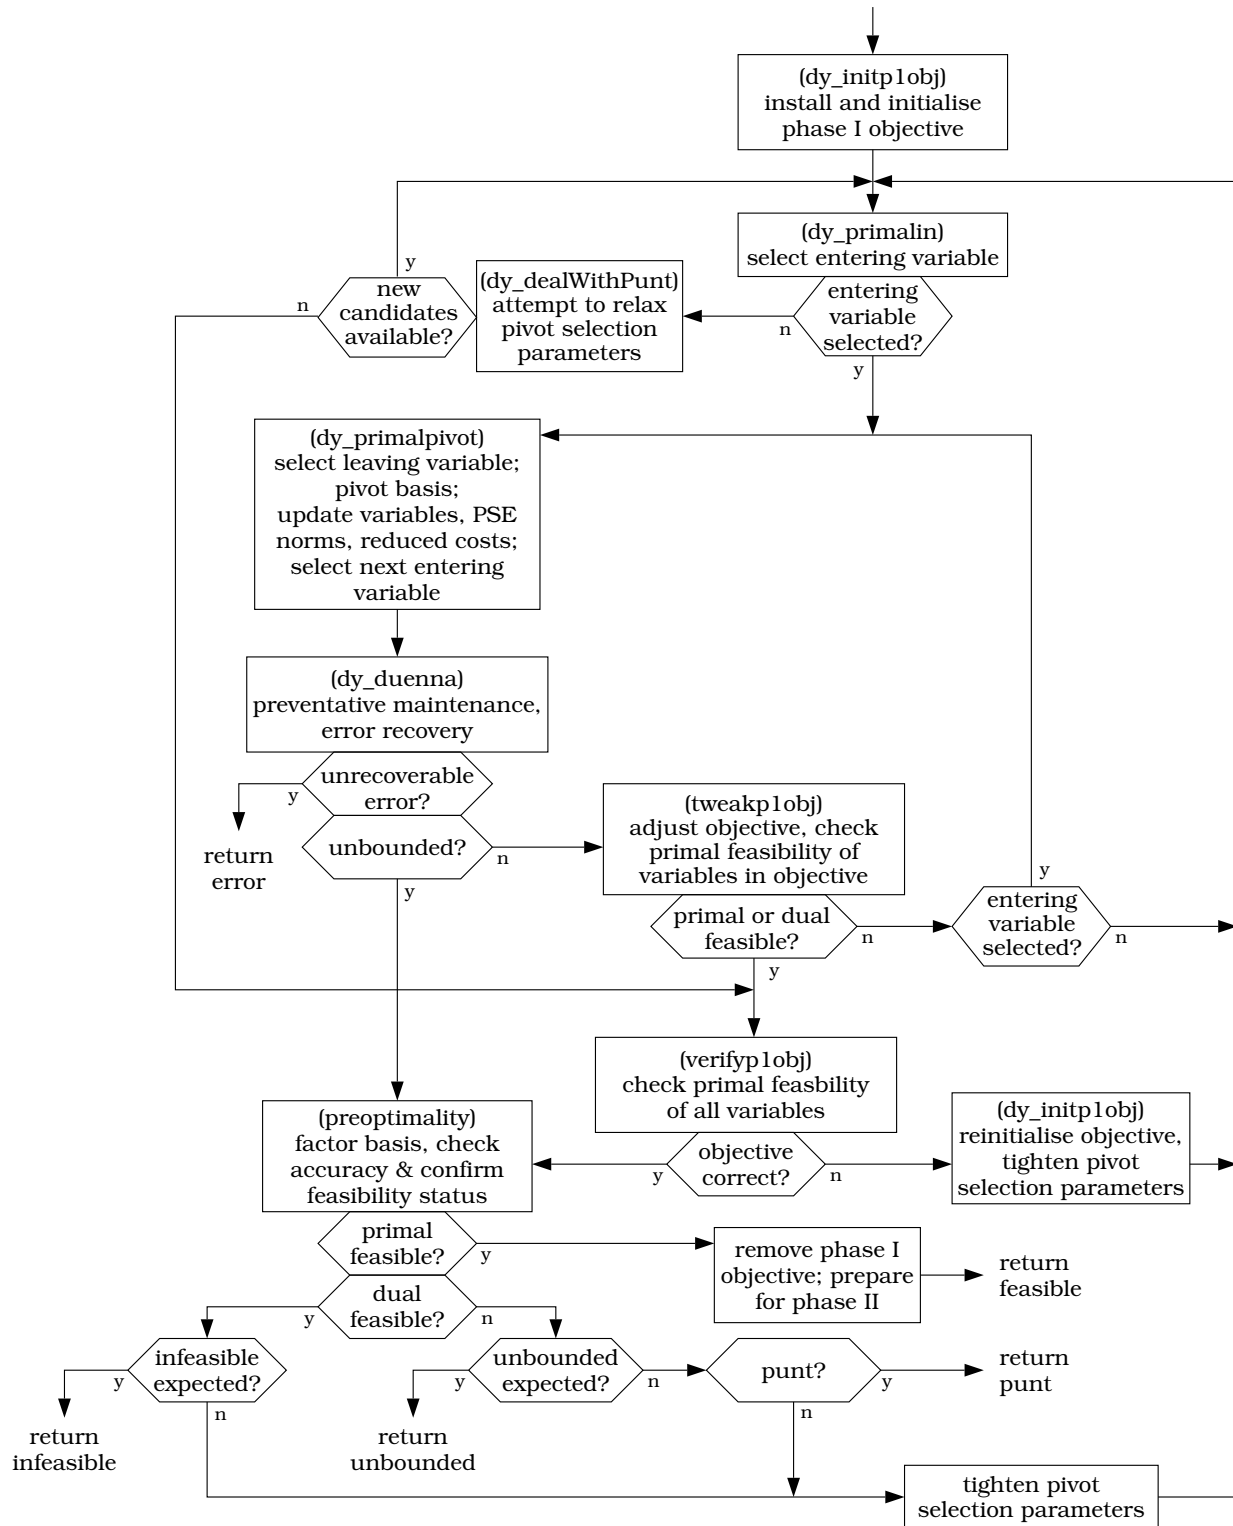 (dy_initp1obj)
install and initialise
phase I objective
(dy_primalin)
select entering variable
entering
variable
selected?
n
y
(dy_dealWithPunt)
attempt to relax
pivot selection
parameters
y
new
candidates
available?
n
(dy_primalpivot)
select leaving variable;
pivot basis;
update variables, PSE
norms, reduced costs;
select next entering
variable
(dy_duenna)
preventative maintenance,
error recovery
unrecoverable
error?
y
return
error
unbounded?
n
y
(tweakp1obj)
adjust objective, check
primal feasibility of
variables in objective
primal or dual
feasible?
n
y
y
entering
variable
selected?
n
(verifyp1obj)
check primal feasbility
of all variables
objective
correct?
y
n
(dy_initp1obj)
reinitialise objective,
tighten pivot
selection parameters
(preoptimality)
factor basis, check
accuracy & confirm
feasibility status
primal
feasible?
y
remove phase I
objective; prepare
for phase II
return
feasible
dual
feasible?
y
n
infeasible
expected?
y
n
return
infeasible
unbounded
expected?
y
n
return
unbounded
punt?
y
n
return
punt
tighten pivot
selection parameters